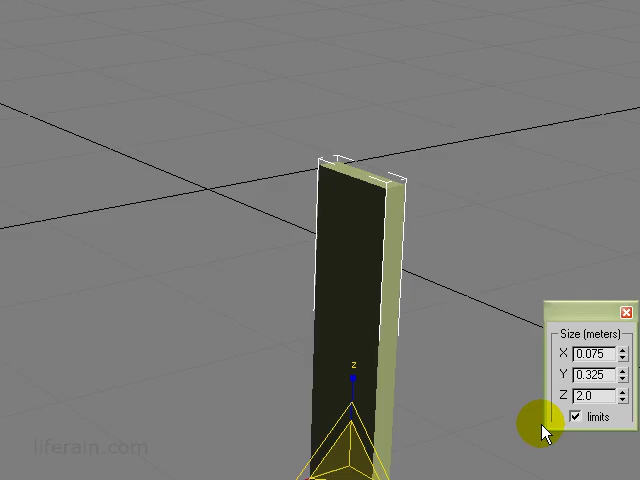 Size (meters)
X 0.075
Y 0.325
Z 2.0
limits
z
liferain.com